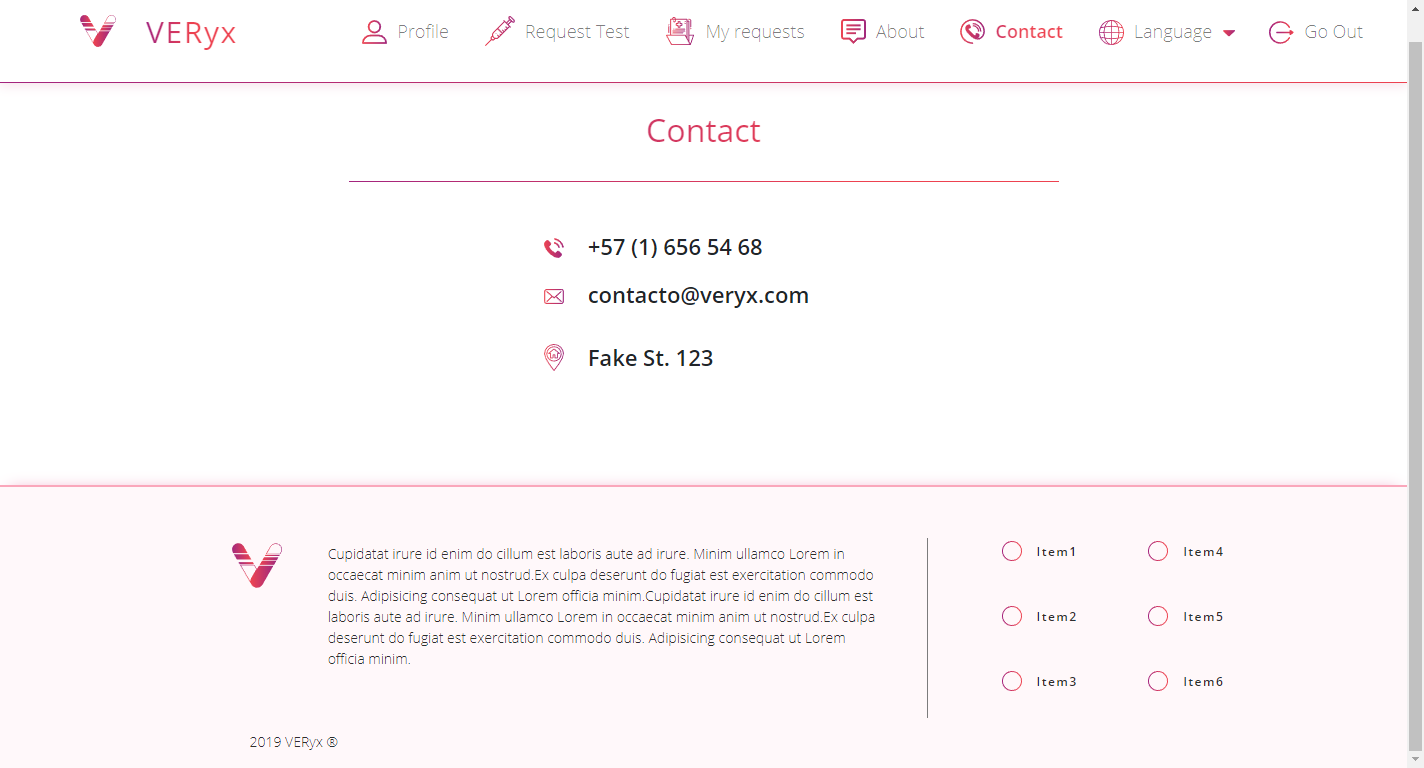 VERyx
Profile
Request Test
My requests
About
Contact
Language
Go Out
Contact
+57 (1) 656 54 68
contacto@veryx.com
Fake St. 123
Cupidatat irure id enim do cillum est laboris aute ad irure. Minim ullamco Lorem in
occaecat minim anim ut nostrud.Ex culpa deserunt do fugiat est exercitation commodo
duis. Adipisicing consequat ut Lorem officia minim.Cupidatat irure id enim do cillum est
laboris aute ad irure. Minim ullamco Lorem in occaecat minim anim ut nostrud.Ex culpa
deserunt do fugiat est exercitation commodo duis. Adipisicing consequat ut Lorem
officia minim.
Item1
Item4
Item2
Item5
Item3
Item6
2019 VERyx ®